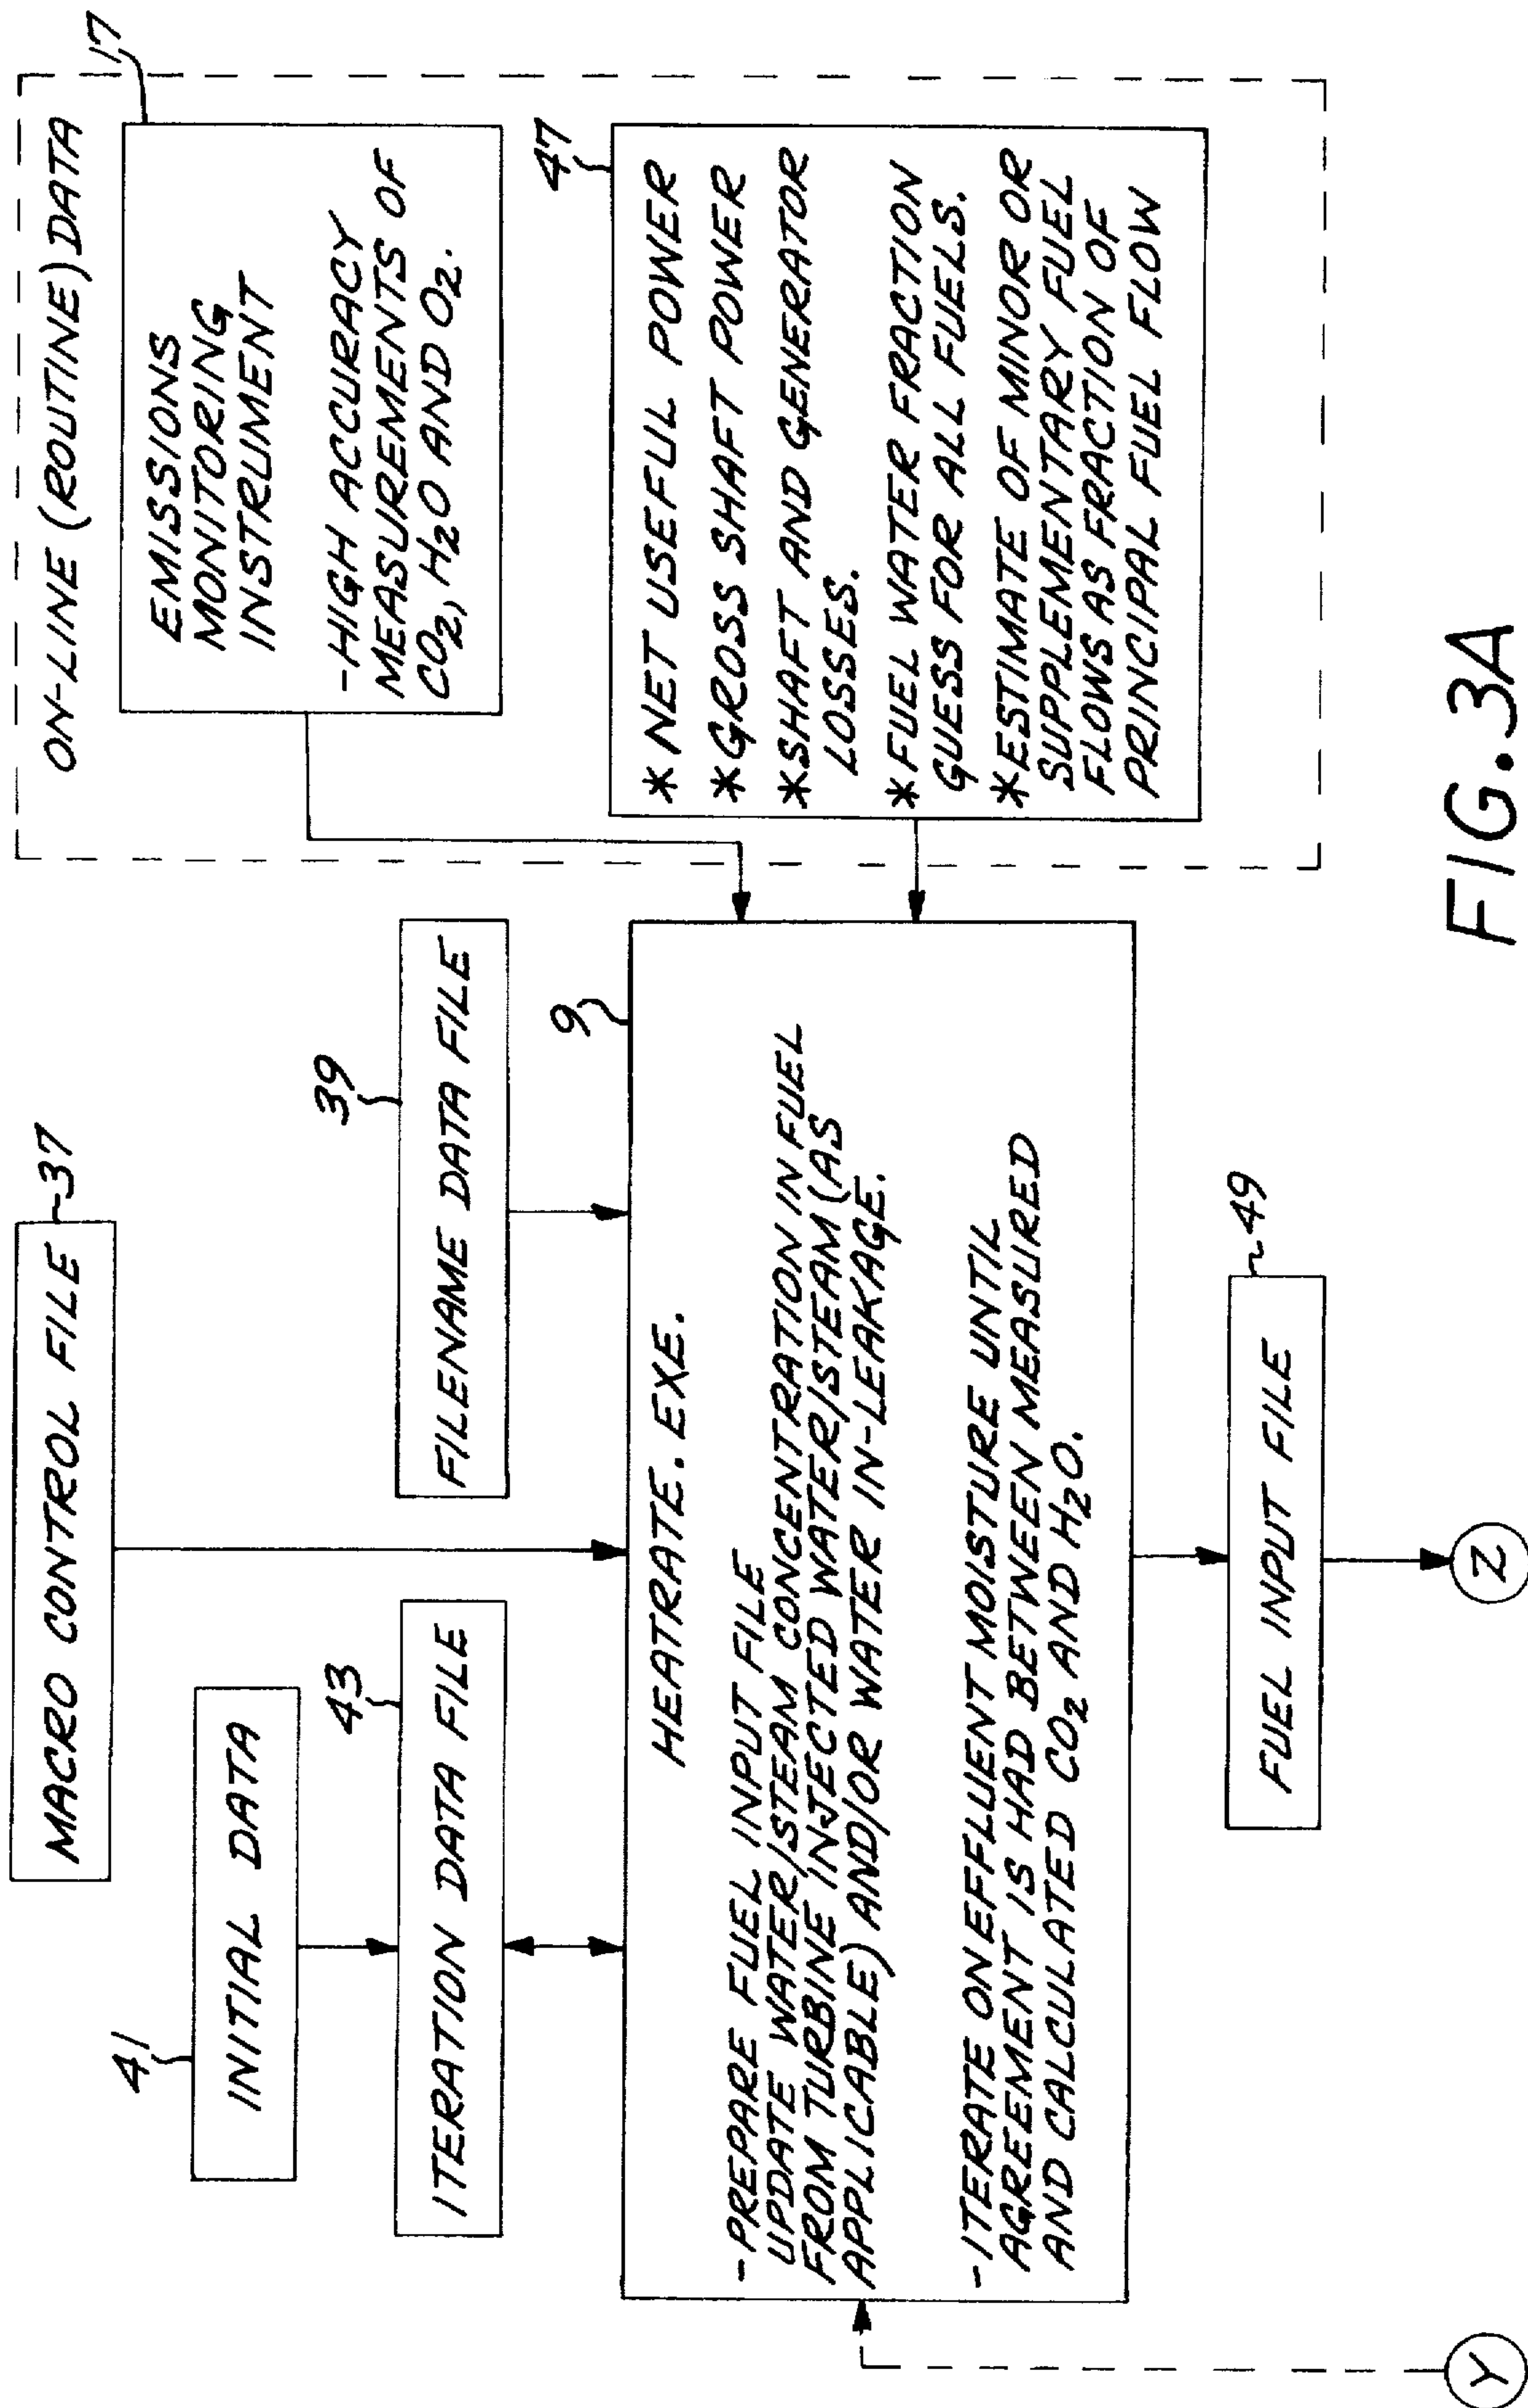 MACRO CONTROL FILE
37
41
INITIAL DATA
43
ITERATION DATA FILE
39
FILENAME DATA FILE
ON-LINE (ROUTINE) DATA
17
EMISSIONS
MONITORING
INSTRUMENT
-HIGH ACCURACY
MEASUREMENTS OF
CO2, H2O AND O2.
47
* NET USEFUL POWER
* GROSS SHAFT POWER
* SHAFT AND GENERATOR
LOSSES.
* FUEL WATER FRACTION
GUESS FOR ALL FUELS.
* ESTIMATE OF MINOR OR
SUPPLEMENTARY FUEL
FLOWS AS FRACTION OF
PRINCIPAL FUEL FLOW
9
HEATRATE. EXE.
-PREPARE FUEL INPUT FILE
UPDATE WATER/STEAM CONCENTRATION IN FUEL
FROM TURBINE INJECTED WATER/STEAM (AS
APPLICABLE) AND/OR WATER IN-LEAKAGE.
-ITERATE ON EFFLUENT MOISTURE UNTIL
AGREEMENT IS HAD BETWEEN MEASURED
AND CALCULATED CO2 AND H2O.
49
FUEL INPUT FILE
Y
Z
FIG. 3A